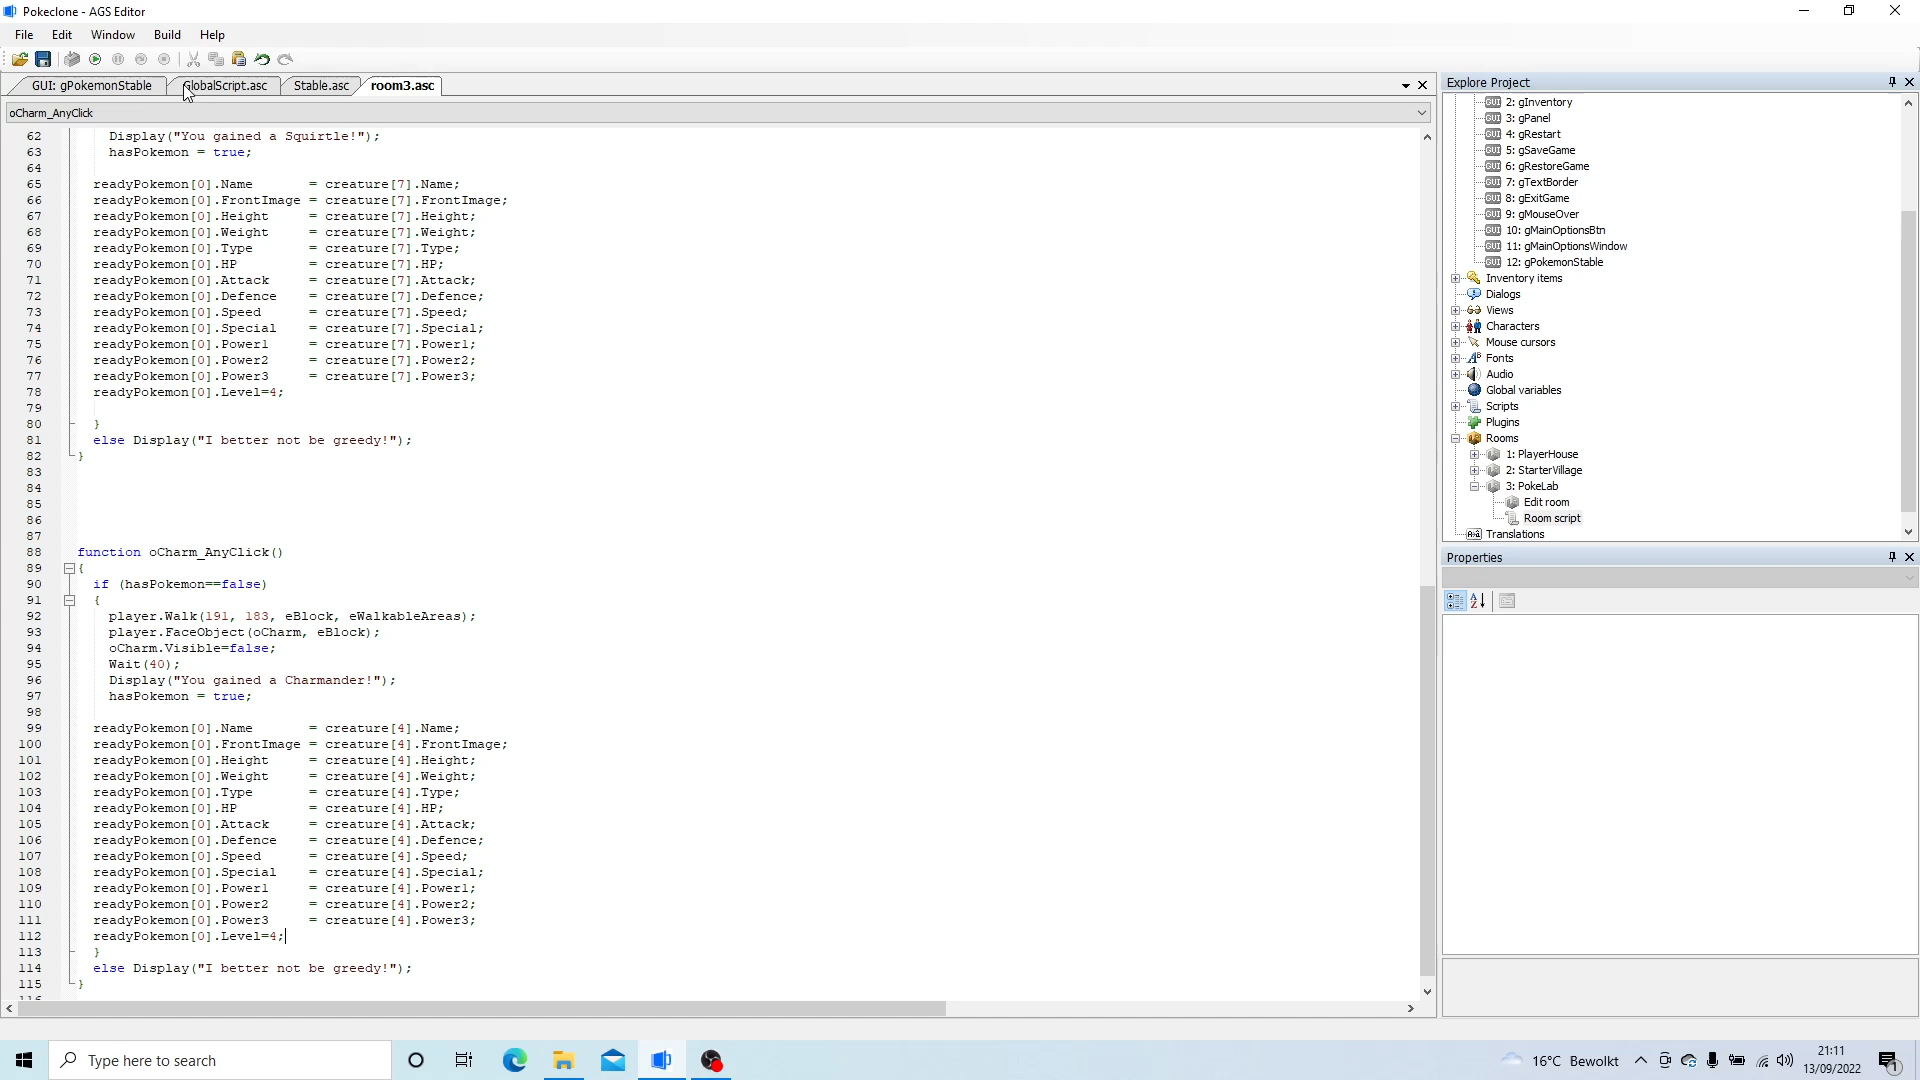 Pokeclone - AGS Editor
File Edit Window Build Help
GUI: gPokemonStable GlobalScript.asc Stable.asc room3.asc
oCharm_AnyClick
62 Display("You gained a Squirtle!");
63 hasPokemon = true;
64
65 readyPokemon[0].Name = creature[7].Name;
66 readyPokemon[0].FrontImage = creature[7].FrontImage;
67 readyPokemon[0].Height = creature[7].Height;
68 readyPokemon[0].Weight = creature[7].Weight;
69 readyPokemon[0].Type = creature[7].Type;
70 readyPokemon[0].HP = creature[7].HP;
71 readyPokemon[0].Attack = creature[7].Attack;
72 readyPokemon[0].Defence = creature[7].Defence;
73 readyPokemon[0].Speed = creature[7].Speed;
74 readyPokemon[0].Special = creature[7].Special;
75 readyPokemon[0].Power1 = creature[7].Power1;
76 readyPokemon[0].Power2 = creature[7].Power2;
77 readyPokemon[0].Power3 = creature[7].Power3;
78 readyPokemon[0].Level=4;
79
80 }
81 else Display("I better not be greedy!");
82 }
83
84
85
86
87
88 function oCharm_AnyClick()
89 {
90 if (hasPokemon==false)
91 {
92 player.Walk(191, 183, eBlock, eWalkableAreas);
93 player.FaceObject(oCharm, eBlock);
94 oCharm.Visible=false;
95 Wait(40);
96 Display("You gained a Charmander!");
97 hasPokemon = true;
98
99 readyPokemon[0].Name = creature[4].Name;
100 readyPokemon[0].FrontImage = creature[4].FrontImage;
101 readyPokemon[0].Height = creature[4].Height;
102 readyPokemon[0].Weight = creature[4].Weight;
103 readyPokemon[0].Type = creature[4].Type;
104 readyPokemon[0].HP = creature[4].HP;
105 readyPokemon[0].Attack = creature[4].Attack;
106 readyPokemon[0].Defence = creature[4].Defence;
107 readyPokemon[0].Speed = creature[4].Speed;
108 readyPokemon[0].Special = creature[4].Special;
109 readyPokemon[0].Power1 = creature[4].Power1;
110 readyPokemon[0].Power2 = creature[4].Power2;
111 readyPokemon[0].Power3 = creature[4].Power3;
112 readyPokemon[0].Level=4;
113 }
114 else Display("I better not be greedy!");
115 }
116
Explore Project
2: gInventory
3: gPanel
4: gRestart
5: gSaveGame
6: gRestoreGame
7: gTextBorder
8: gExitGame
9: gMouseOver
10: gMainOptionsBtn
11: gMainOptionsWindow
12: gPokemonStable
Inventory items
Dialogs
Views
Characters
Mouse cursors
Fonts
Audio
Global variables
Scripts
Plugins
Rooms
1: PlayerHouse
2: StarterVillage
3: PokeLab
Edit room
Room script
Translations
Properties
Type here to search
16°C Bewolkt
21:11
13/09/2022
1